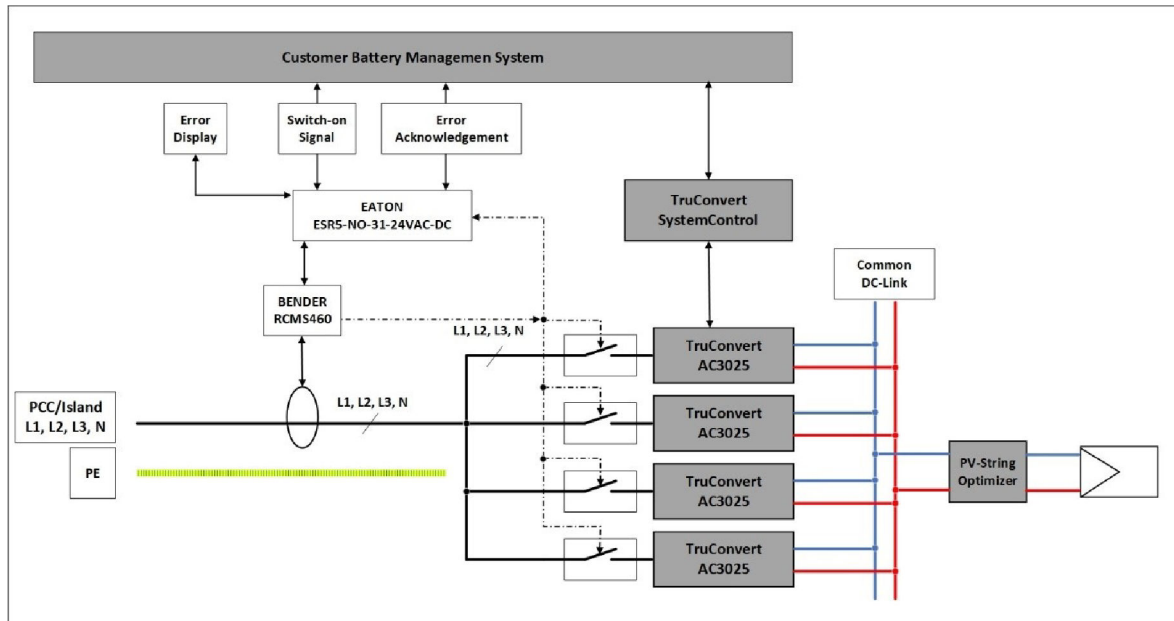 Customer Battery Managemen System
Error
Display
Switch-on
Signal
Error
Acknowledgement
EATON
ESR5-NO-31-24VAC-DC
TruConvert
SystemControl
Common
DC-Link
BENDER
RCMS460
L1, L2, L3, N
TruConvert
AC3025
PCC/Island
L1, L2, L3, N
L1, L2, L3, N
TruConvert
AC3025
PE
TruConvert
AC3025
PV-String
Optimizer
TruConvert
AC3025